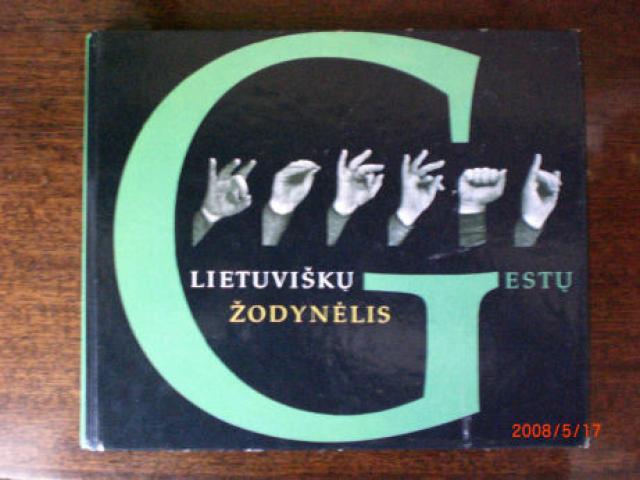 LIETUVIŠKŲ GESTŲ
ŽODYNĖLIS
2008/5/17